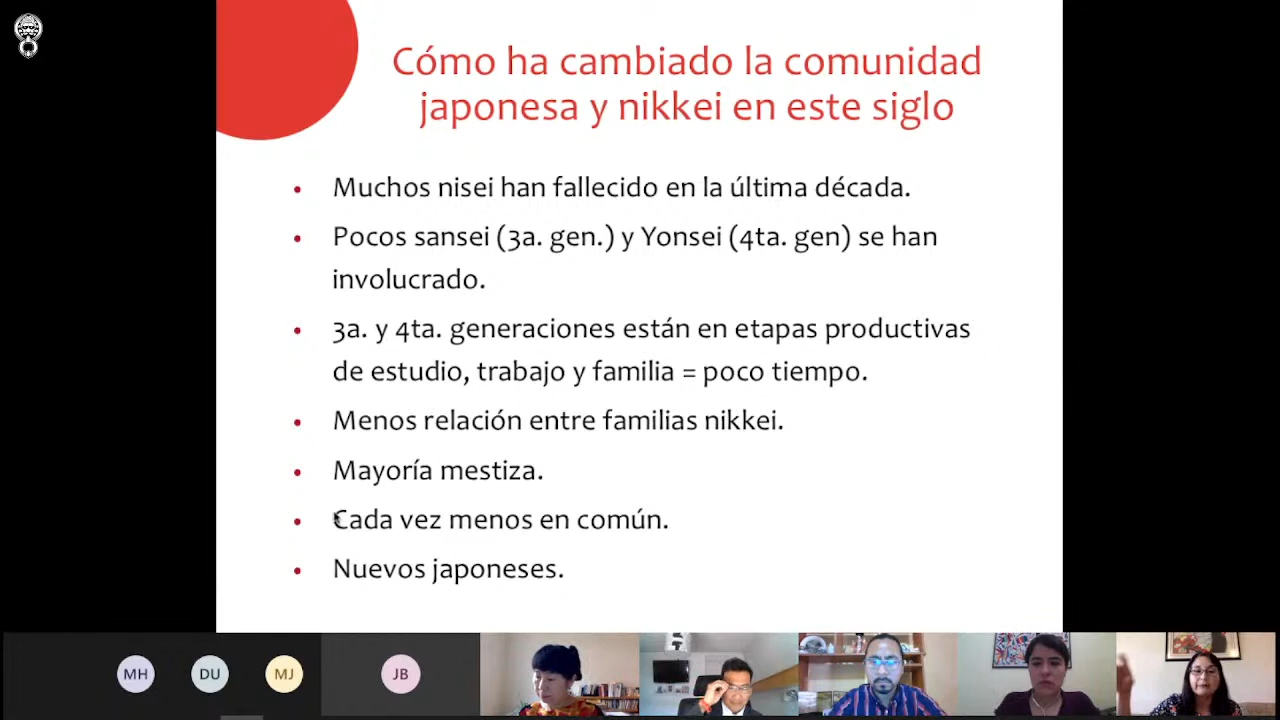 Cómo ha cambiado la comunidad
japonesa y nikkei en este siglo
• Muchos nisei han fallecido en la última década.
• Pocos sansei (3a. gen.) y Yonsei (4ta. gen) se han
involucrado.
• 3a. y 4ta. generaciones están en etapas productivas
de estudio, trabajo y familia = poco tiempo.
• Menos relación entre familias nikkei.
• Mayoría mestiza.
• Cada vez menos en común.
• Nuevos japoneses.
MH DU MJ JB